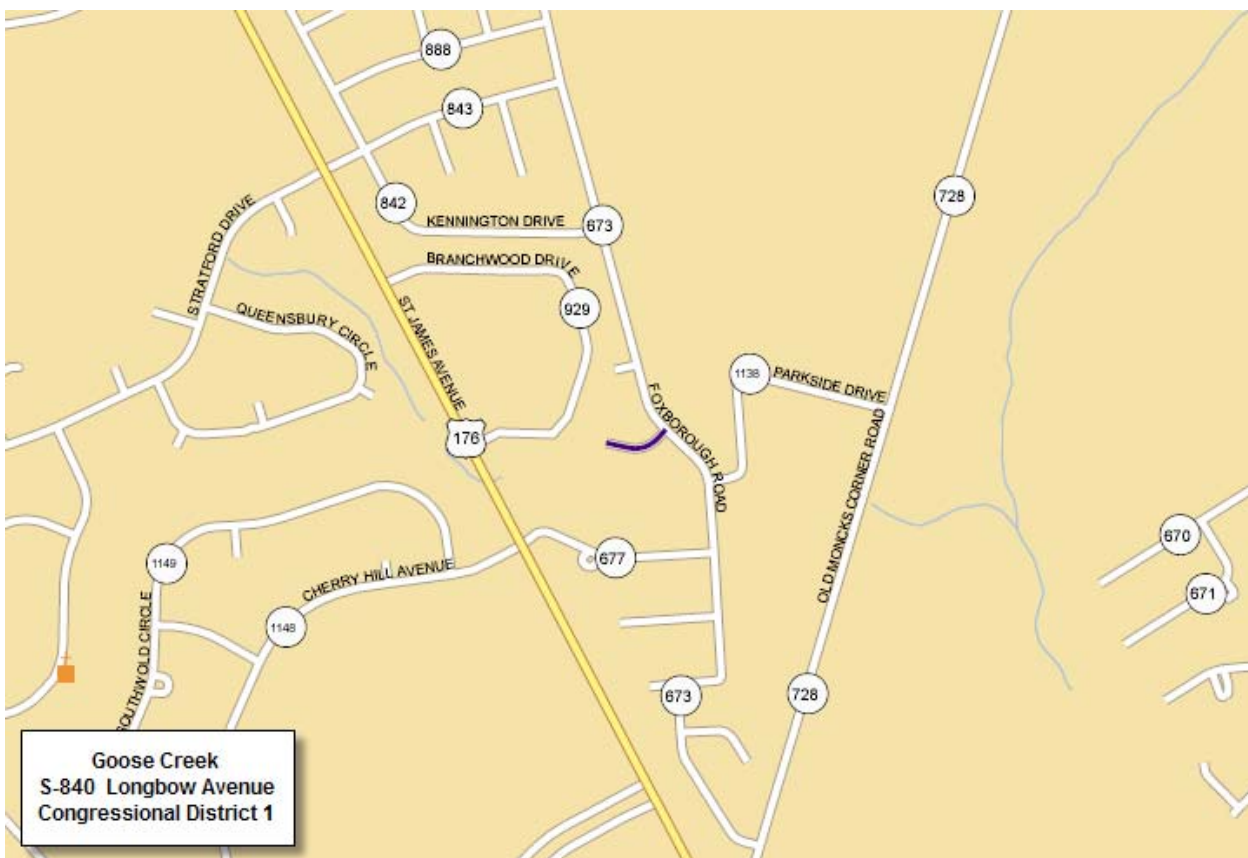 888
843
842
KENNINGTON DRIVE
673
728
STRATFORD DRIVE
BRANCHWOOD DRIVE
929
QUEENSBURY CIRCLE
ST. JAMES AVENUE
1138
PARKSIDE DRIVE
FOXBOROUGH ROAD
176
OLD MONCKS CORNER ROAD
670
677
1149
CHERRY HILL AVENUE
671
1148
SOUTHWOLD CIRCLE
673
728
Goose Creek
S-840 Longbow Avenue
Congressional District 1